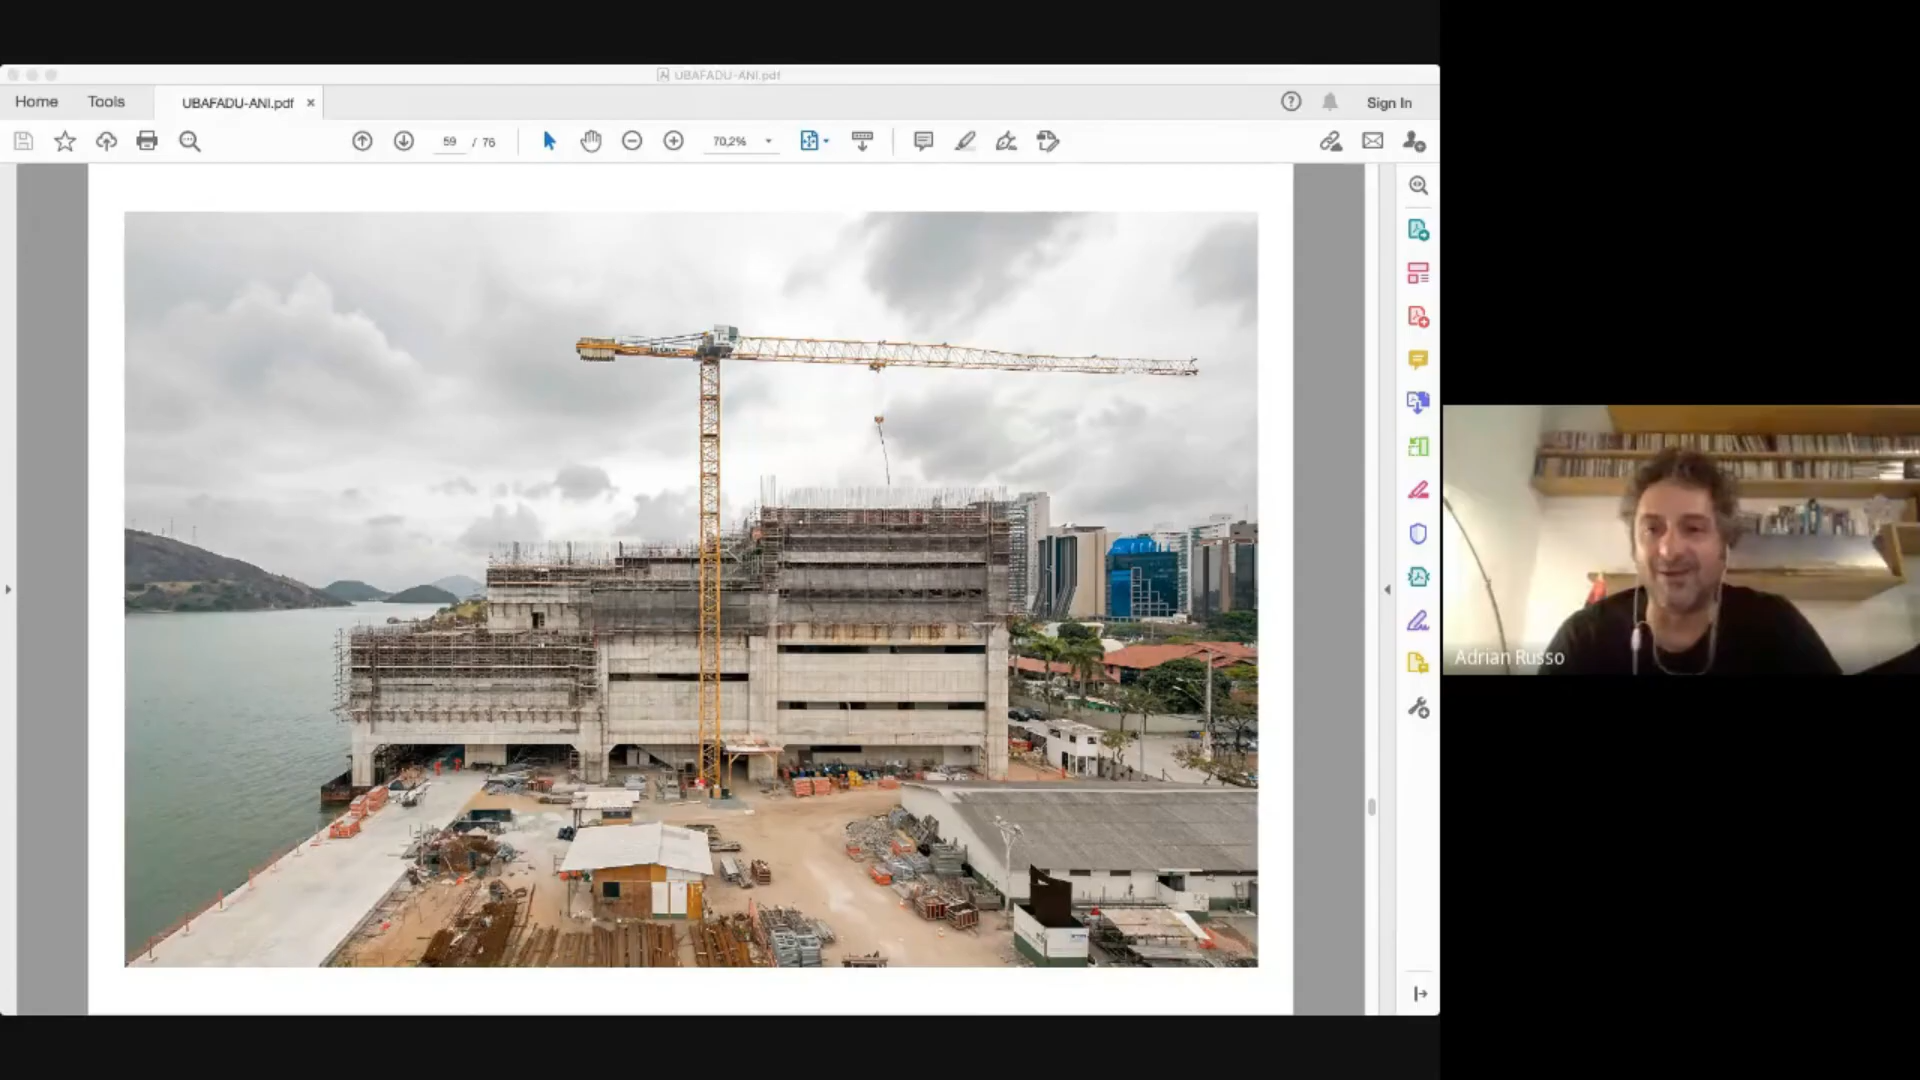 UBAFADU-ANI.pdf
Home
Tools
UBAFADU-ANI.pdf
Sign In
59 / 76
70,2%
Adrian Russo